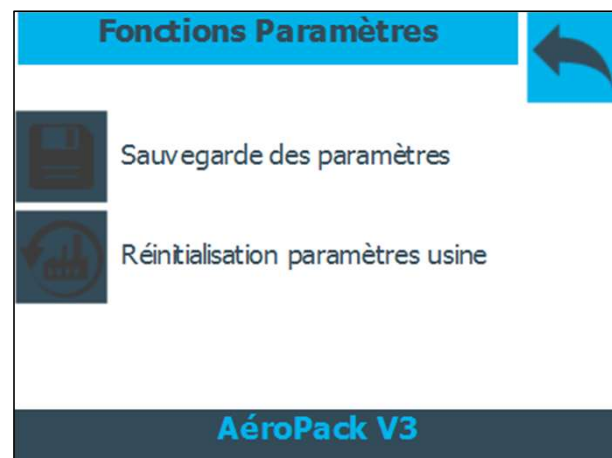 Fonctions Paramètres
Sauvegarde des paramètres
Réinitialisation paramètres usine
AéroPack V3